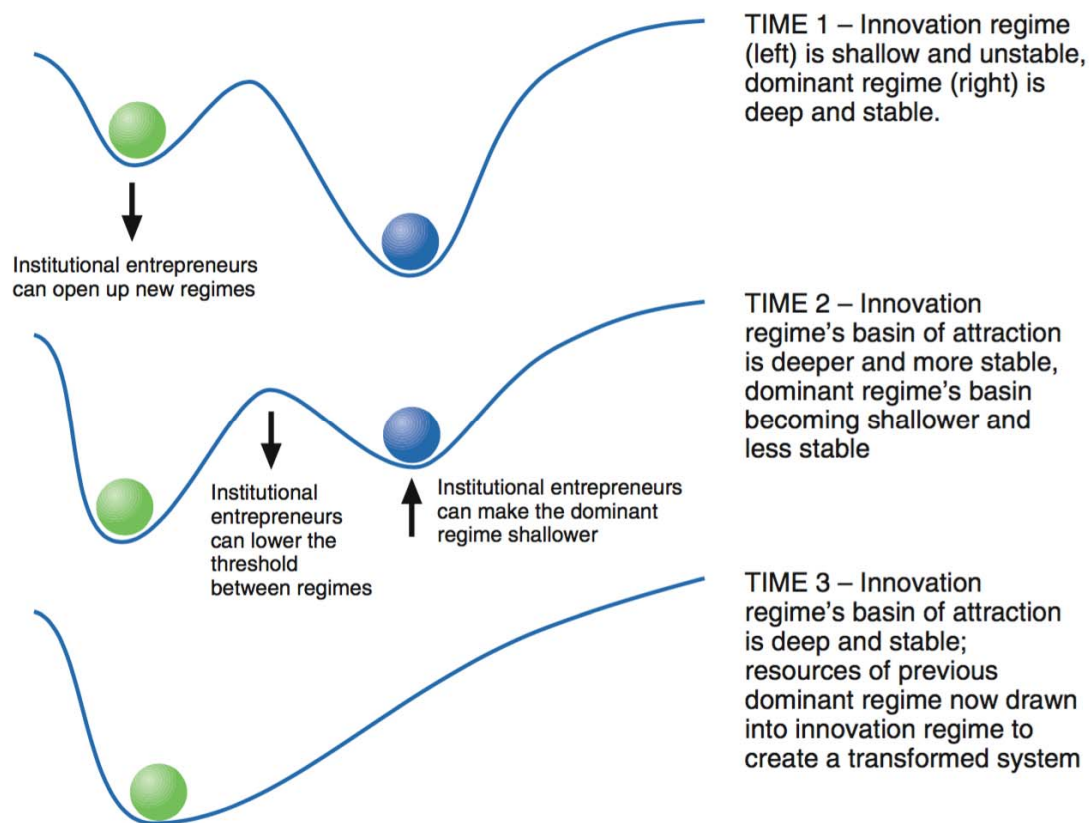 TIME 1 – Innovation regime
(left) is shallow and unstable,
dominant regime (right) is
deep and stable.
Institutional entrepreneurs
can open up new regimes
TIME 2 – Innovation
regime’s basin of attraction
is deeper and more stable,
dominant regime’s basin
becoming shallower and
less stable
Institutional
entrepreneurs
can lower the
threshold
between regimes
Institutional entrepreneurs
can make the dominant
regime shallower
TIME 3 – Innovation
regime’s basin of attraction
is deep and stable;
resources of previous
dominant regime now drawn
into innovation regime to
create a transformed system